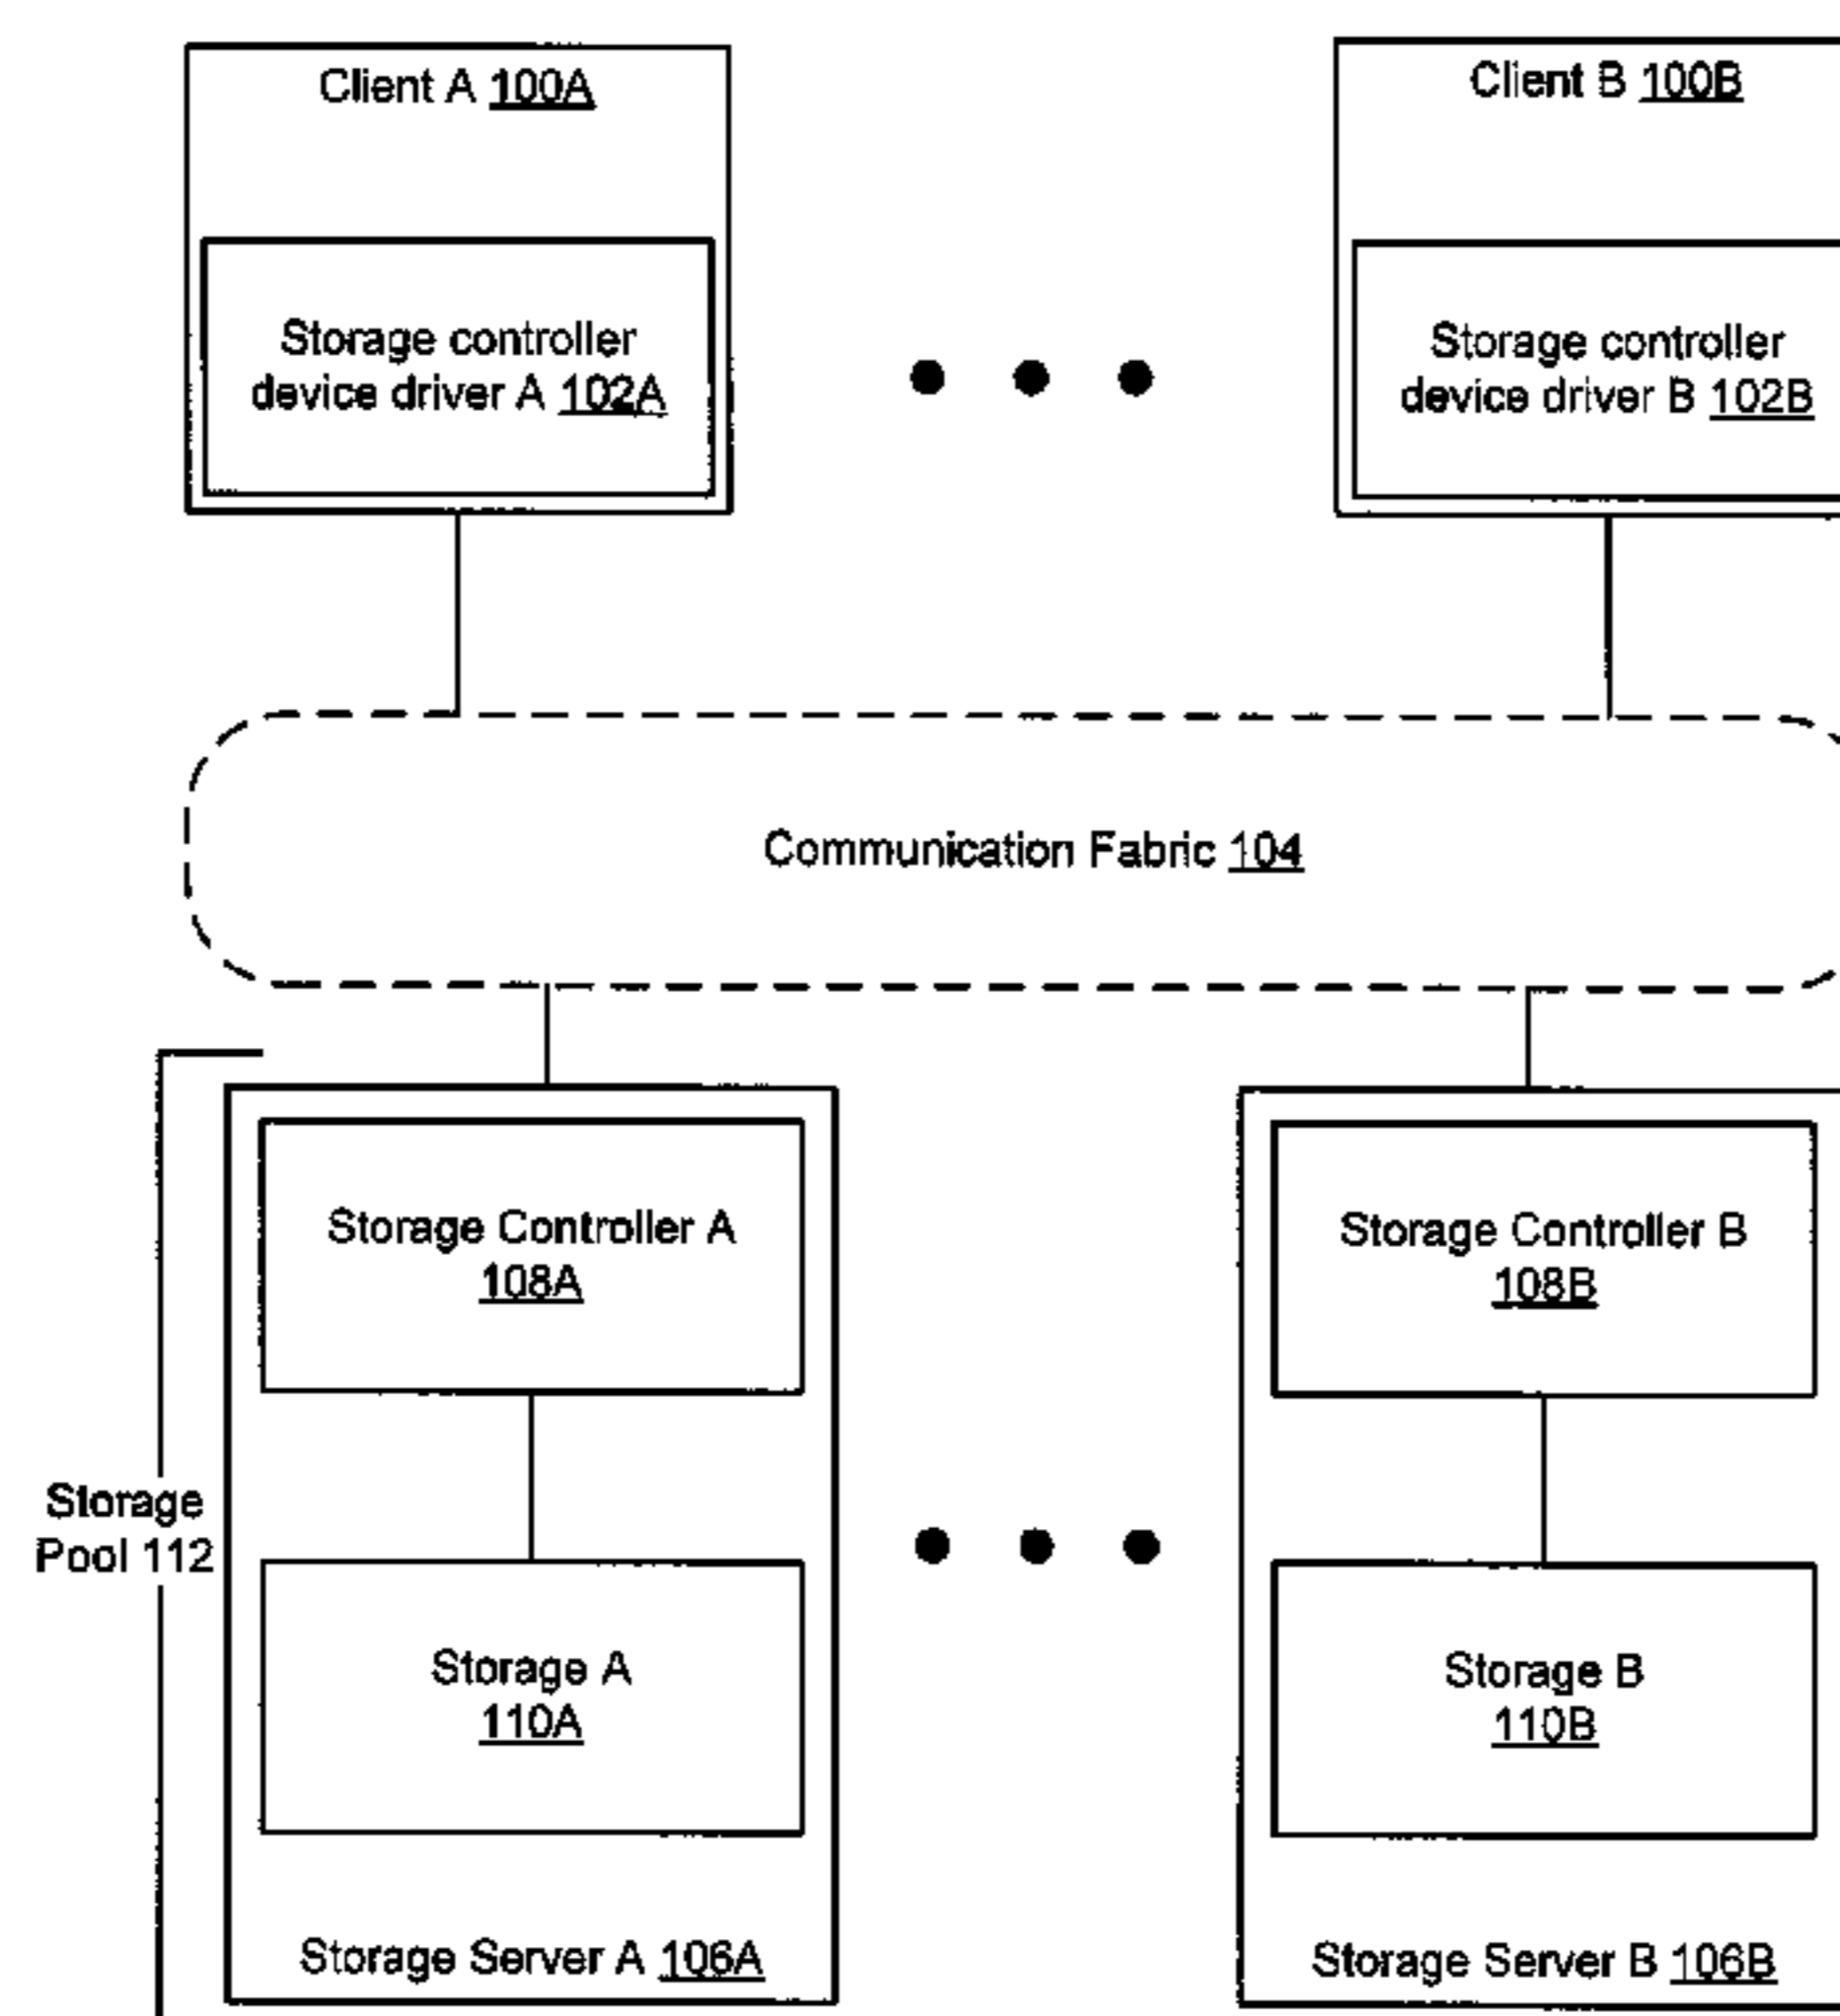 Client A 100A
Client B 100B
Storage controller
device driver A 102A
Storage controller
device driver B 102B
Communication Fabric 104
Storage Controller A
108A
Storage Controller B
108B
Storage
Pool 112
Storage A
110A
Storage B
110B
Storage Server A 106A
Storage Server B 106B